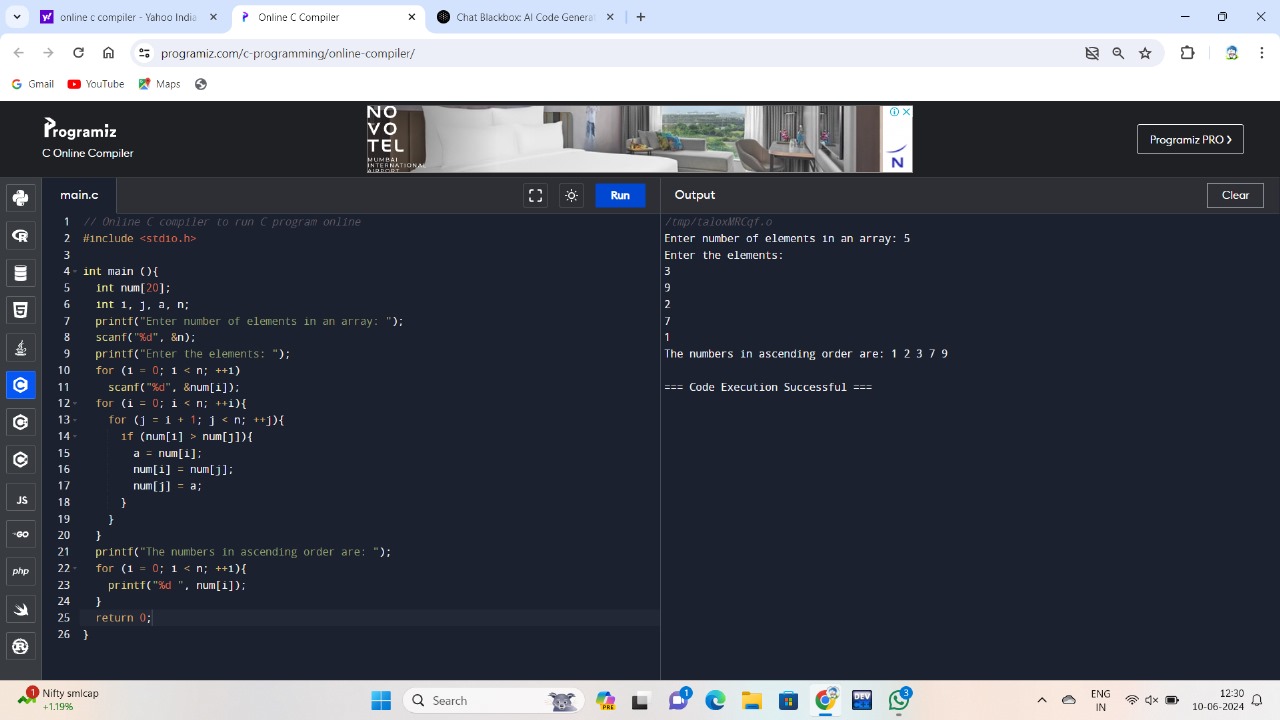 online c compiler - Yahoo India
Online C Compiler
Chat Blackbox: AI Code Generat
programiz.com/c-programming/online-compiler/
Gmail
YouTube
Maps
Programiz
C Online Compiler
NO
VO
TEL
MUMBAI
INTERNATIONAL
AIRPORT
N
Programiz PRO >
main.c
Run
Output
Clear
1 // Online C compiler to run C program online
2 #include <stdio.h>
3
4 int main (){
5 int num[20];
6 int i, j, a, n;
7 printf("Enter number of elements in an array: ");
8 scanf("%d", &n);
9 printf("Enter the elements: ");
10 for (i = 0; i < n; ++i)
11 scanf("%d", &num[i]);
12 for (i = 0; i < n; ++i){
13 for (j = i + 1; j < n; ++j){
14 if (num[i] > num[j]){
15 a = num[i];
16 num[i] = num[j];
17 num[j] = a;
18 }
19 }
20 }
21 printf("The numbers in ascending order are: ");
22 for (i = 0; i < n; ++i){
23 printf("%d ", num[i]);
24 }
25 return 0;
26 }
/tmp/taloxMRCqf.o
Enter number of elements in an array: 5
Enter the elements:
3
9
2
7
1
The numbers in ascending order are: 1 2 3 7 9
=== Code Execution Successful ===
JS
GO
php
1
Nifty smlcap
+1.19%
Search
PRE
1
DEV
3
ENG
IN
12:30
10-06-2024